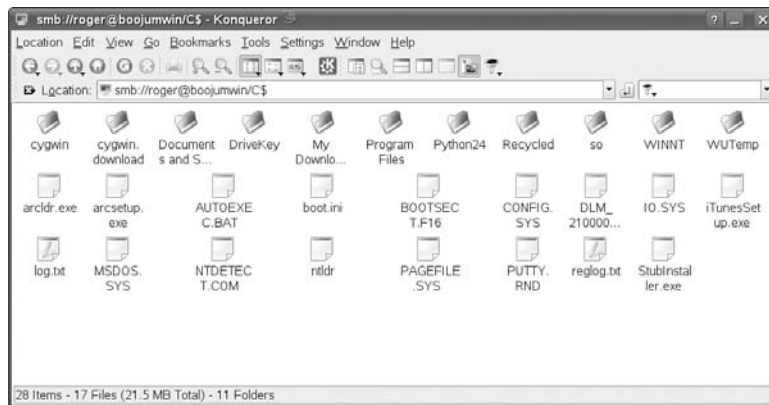 smb://roger@boojumwin/C$ - Konqueror
Location Edit View Go Bookmarks Tools Settings Window Help
Location: smb://roger@boojumwin/C$
cygwin cygwin. Document DriveKey My Program Python24 Recycled so WINNT WUTemp
download s and S... Downlo... Files
arcldr.exe arcsetup. AUTOEXE boot.ini BOOTSECT CONFIG. DLM_ IO.SYS iTunesSet
exe C.BAT T.F16 SYS 210000... up.exe
log.txt MSDOS. NTDETEC ntldr PAGEFILE PUTTY. reglog.txt StubInstal
SYS T.COM .SYS RND ler.exe
28 Items - 17 Files (21.5 MB Total) - 11 Folders